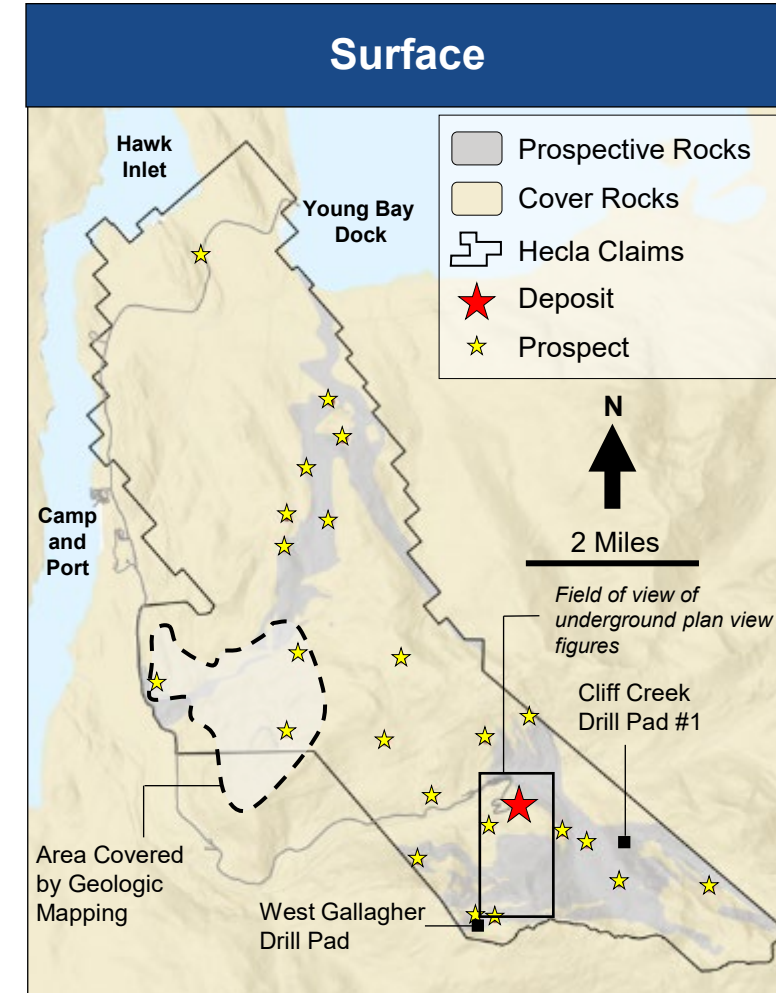 Surface
Hawk
Inlet
Young Bay
Dock
Prospective Rocks
Cover Rocks
Hecla Claims
Deposit
Prospect
N
2 Miles
Camp
and
Port
Field of view of
underground plan view
figures
Cliff Creek
Drill Pad #1
Area Covered
by Geologic
Mapping
West Gallagher
Drill Pad